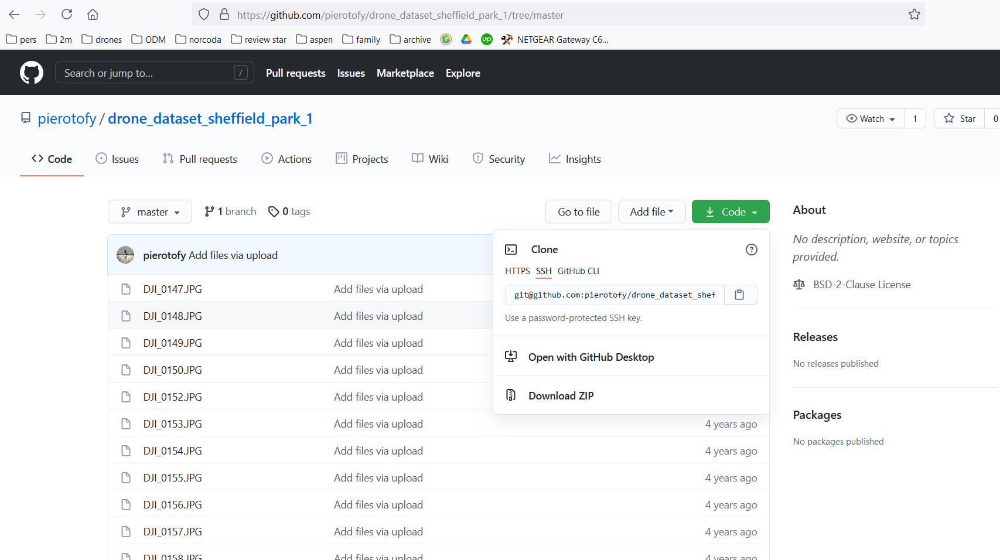 https://github.com/pierotofy/drone_dataset_sheffield_park_1/tree/master
pers 2m drones ODM norcoda review star aspen family archive up NETGEAR Gateway C6...
Search or jump to... / Pull requests Issues Marketplace Explore
pierotofy / drone_dataset_sheffield_park_1 Watch 1 Star 0
Code Issues Pull requests Actions Projects Wiki Security Insights
master 1 branch 0 tags Go to file Add file Code
About
No description, website, or topics
provided.
BSD-2-Clause License
Releases
No releases published
Packages
No packages published
Clone
HTTPS SSH GitHub CLI
git@github.com:pierotofy/drone_dataset_shef
Use a password-protected SSH key.
Open with GitHub Desktop
Download ZIP
pierotofy Add files via upload
DJI_0147.JPG Add files via upload
DJI_0148.JPG Add files via upload
DJI_0149.JPG Add files via upload
DJI_0150.JPG Add files via upload
DJI_0152.JPG Add files via upload
DJI_0153.JPG Add files via upload 4 years ago
DJI_0154.JPG Add files via upload 4 years ago
DJI_0155.JPG Add files via upload 4 years ago
DJI_0156.JPG Add files via upload 4 years ago
DJI_0157.JPG Add files via upload 4 years ago
DJI_0158.JPG Add files via upload 4 years ago